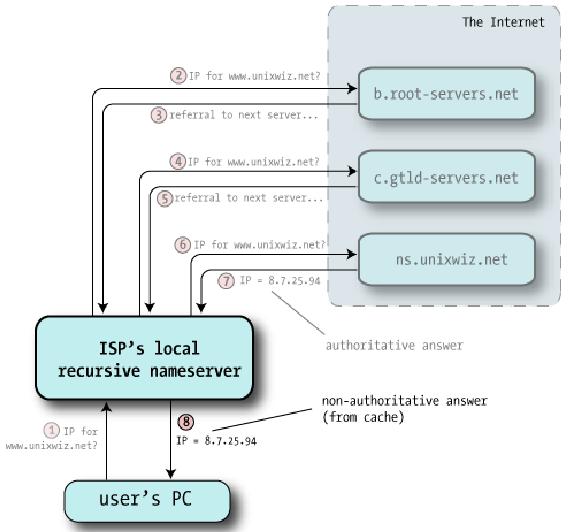 The Internet
2 IP for www.unixwiz.net?
b.root-servers.net
3 referral to next server...
4 IP for www.unixwiz.net?
c.gtld-servers.net
5 referral to next server...
6 IP for www.unixwiz.net?
ns.unixwiz.net
7 IP = 8.7.25.94
authoritative answer
ISP's local
recursive nameserver
non-authoritative answer
(from cache)
8
IP = 8.7.25.94
1 IP for
www.unixwiz.net?
user's PC